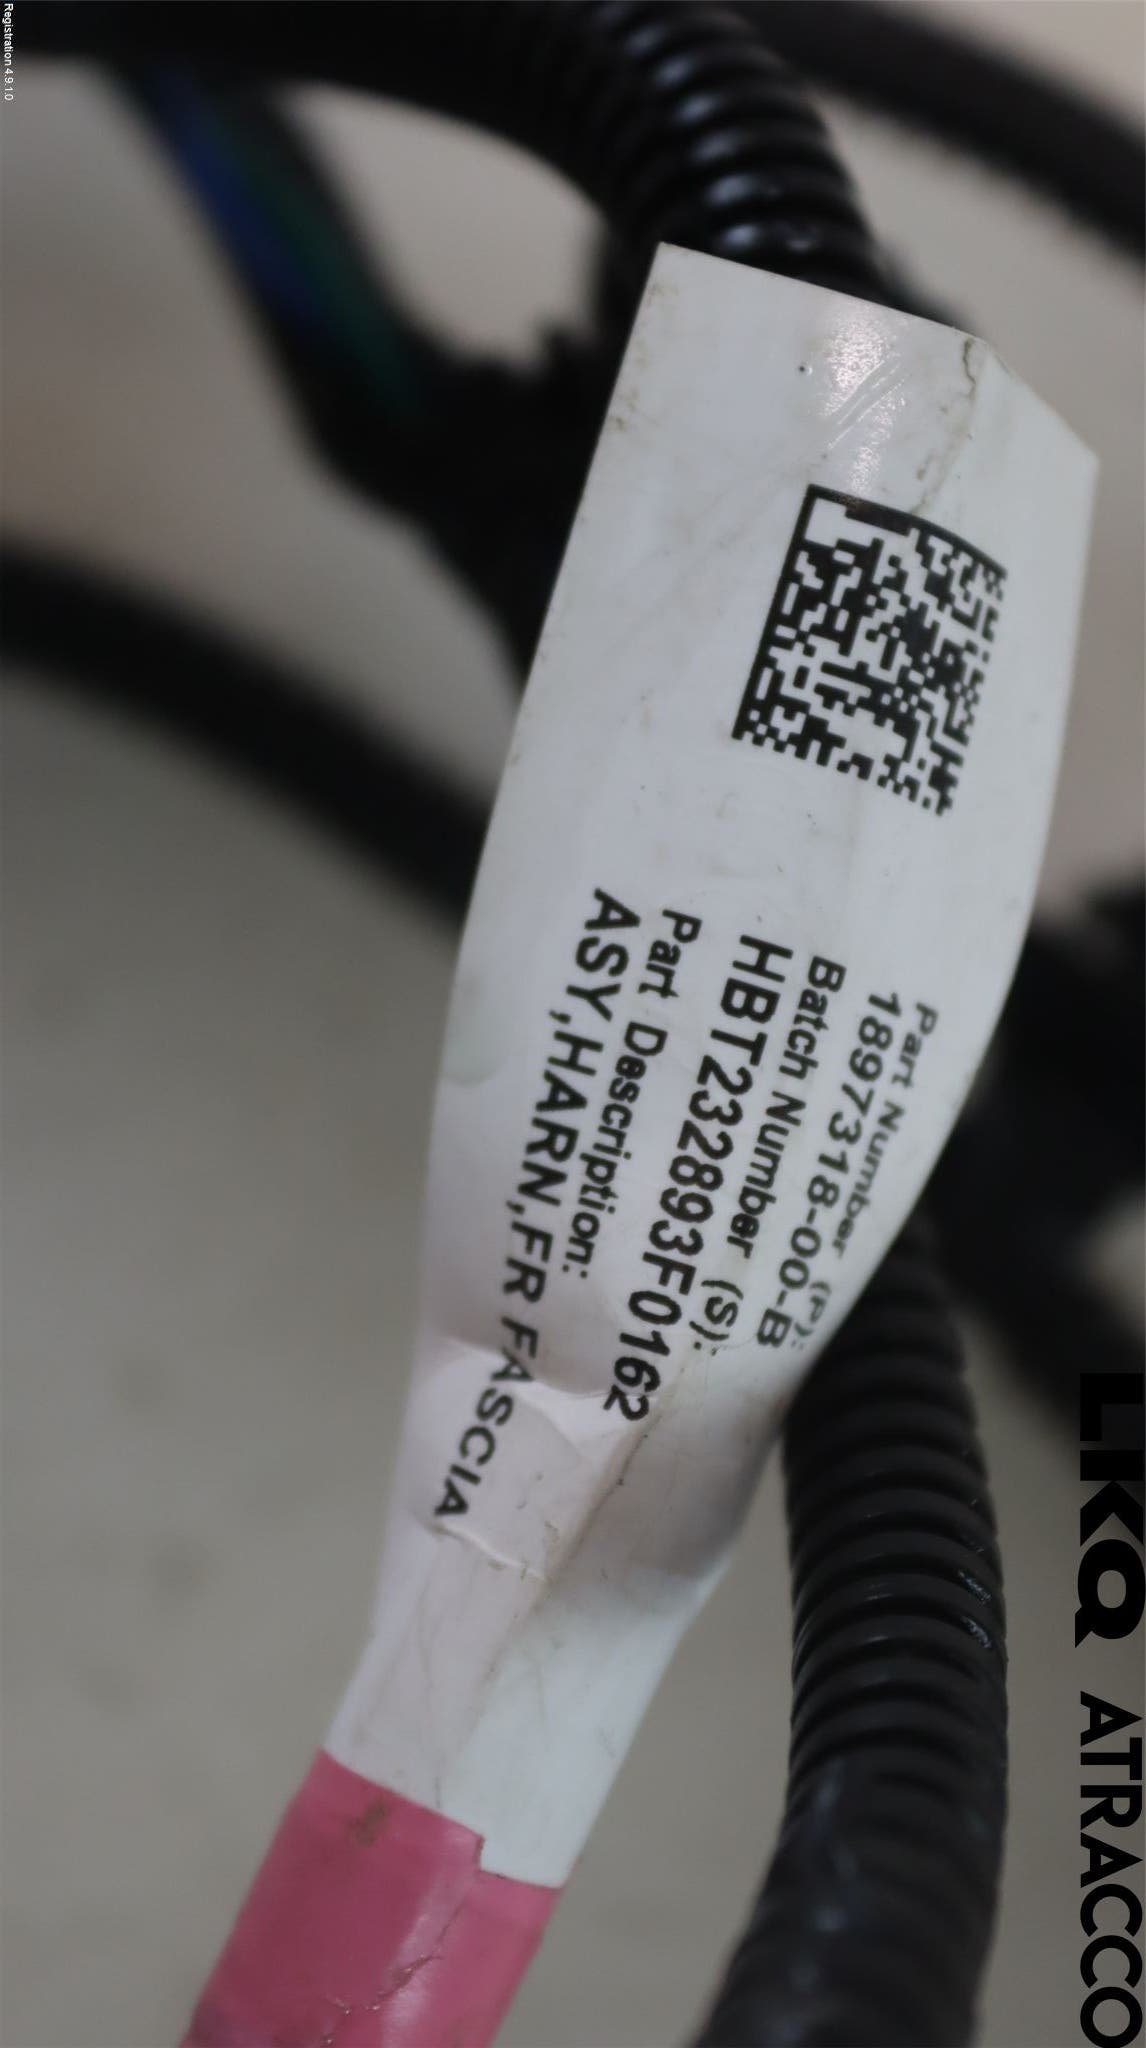 Registration 4.9.1.0
Part Number (P):
1897318-00-B
Batch Number (S):
HBT232893F0162
Part Description:
ASY,HARN,FR FASCIA
LKQ ATRACCO